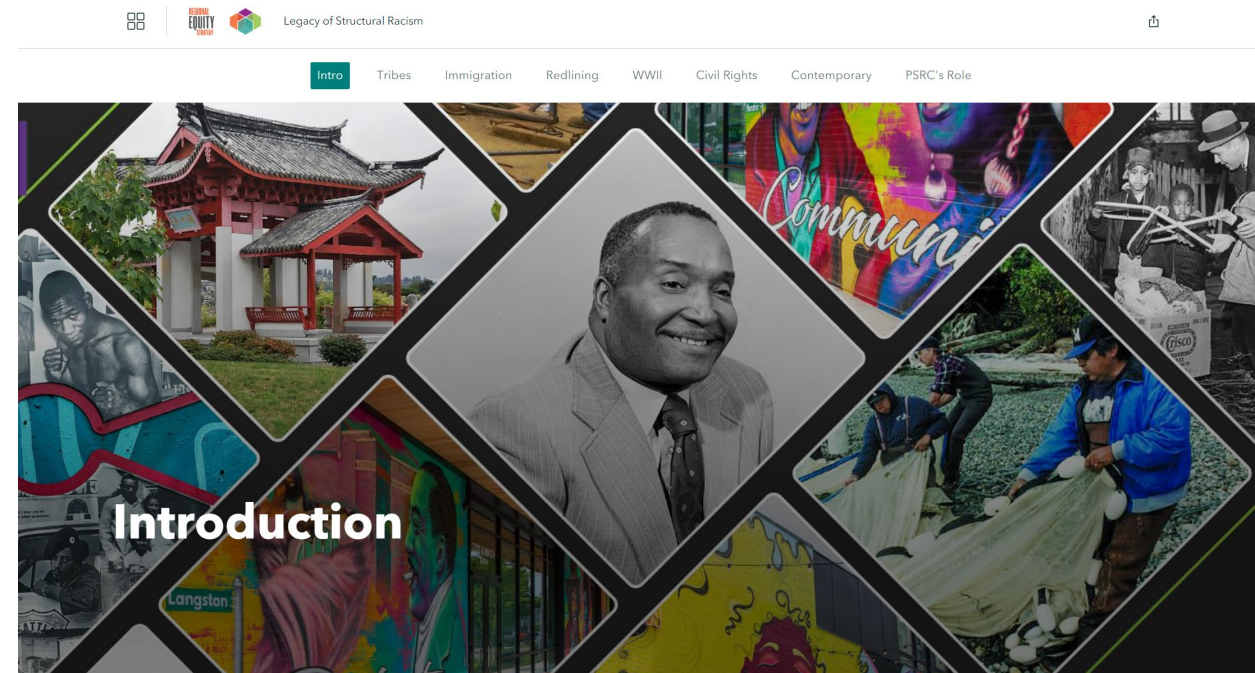 REGIONAL
EQUITY
STRATEGY
Legacy of Structural Racism
Intro
Tribes
Immigration
Redlining
WWII
Civil Rights
Contemporary
PSRC's Role
Communi
Crisco
Introduction
Langston